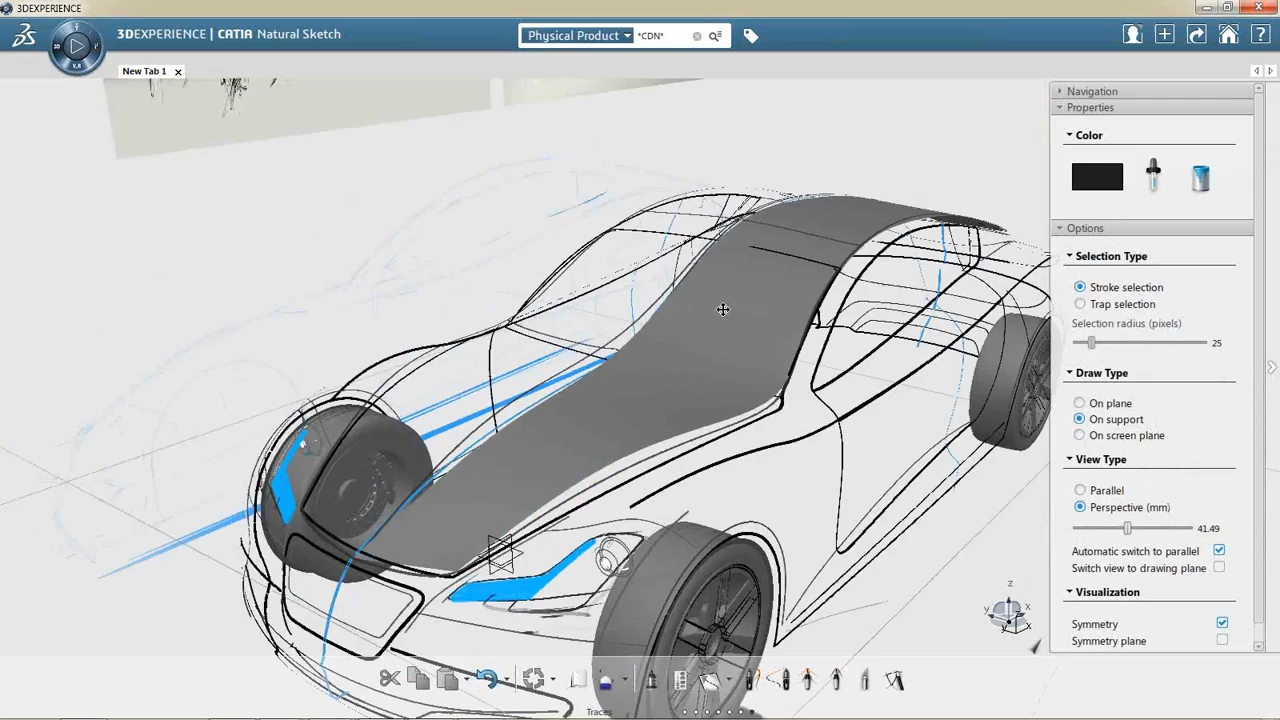 3DEXPERIENCE
3DEXPERIENCE | CATIA Natural Sketch
Physical Product
*CDN*
3D
V.R
New Tab 1
Navigation
Properties
Color
Options
Selection Type
Stroke selection
Trap selection
Selection radius (pixels)
25
Draw Type
On plane
On support
On screen plane
View Type
Parallel
Perspective (mm)
41.49
Automatic switch to parallel
Switch view to drawing plane
Visualization
Symmetry
Symmetry plane
z
y
x
y
x
Traces